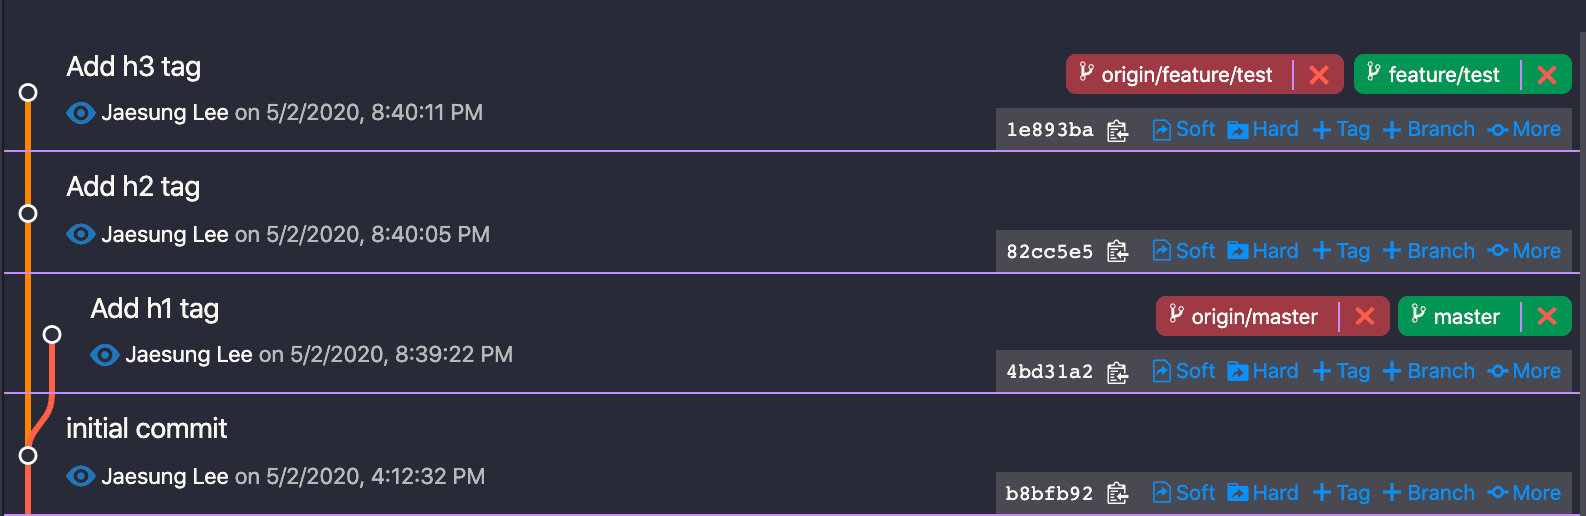 Add h3 tag
origin/feature/test
feature/test
Jaesung Lee on 5/2/2020, 8:40:11 PM
1e893ba Soft Hard Tag Branch More
Add h2 tag
Jaesung Lee on 5/2/2020, 8:40:05 PM
82cc5e5 Soft Hard Tag Branch More
Add h1 tag
origin/master
master
Jaesung Lee on 5/2/2020, 8:39:22 PM
4bd31a2 Soft Hard Tag Branch More
initial commit
Jaesung Lee on 5/2/2020, 4:12:32 PM
b8bfb92 Soft Hard Tag Branch More